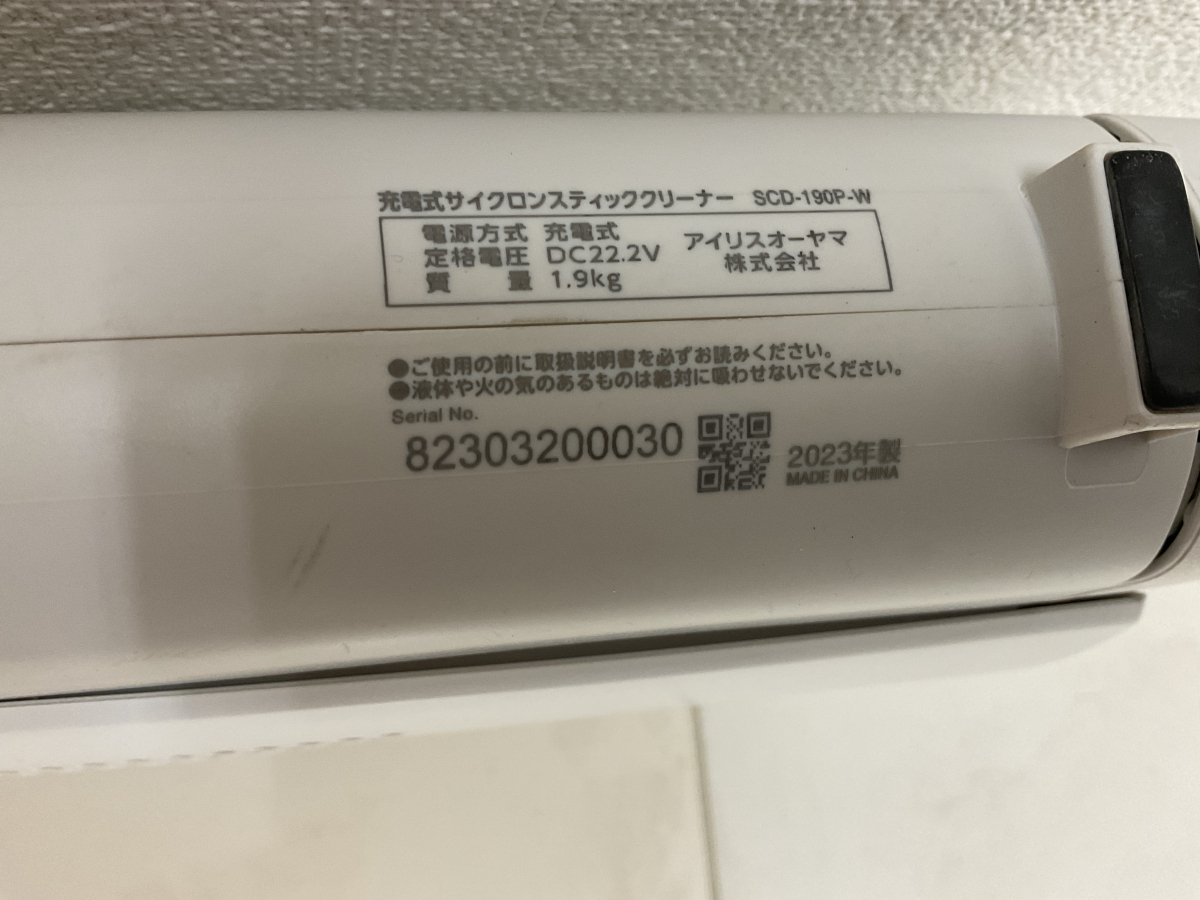 充電式サイクロンスティッククリーナー SCD-190P-W
電源方式 充電式
定格電圧 DC22.2V
質量 1.9kg
アイリスオーヤマ
株式会社
●ご使用の前に取扱説明書を必ずお読みください。
●液体や火の気のあるものは絶対に吸わせないでください。
Serial No.
82303200030
2023年製
MADE IN CHINA